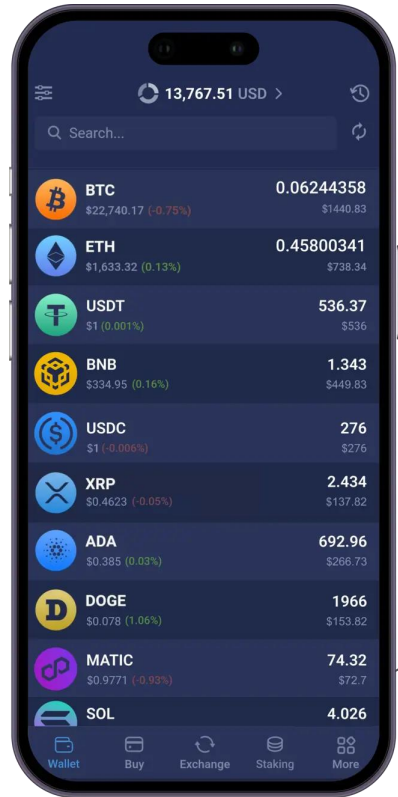 13,767.51 USD >
Search...
BTC 0.06244358
$22,740.17 (-0.75%) $1440.83
ETH 0.45800341
$1,633.32 (0.13%) $738.34
USDT 536.37
$1 (0.001%) $536
BNB 1.343
$334.95 (0.16%) $449.83
USDC 276
$1 (-0.006%) $276
XRP 2.434
$0.4623 (-0.05%) $137.82
ADA 692.96
$0.385 (0.03%) $266.73
DOGE 1966
$0.078 (1.06%) $153.82
MATIC 74.32
$0.9771 (-0.93%) $72.7
SOL 4.026
Wallet Buy Exchange Staking More